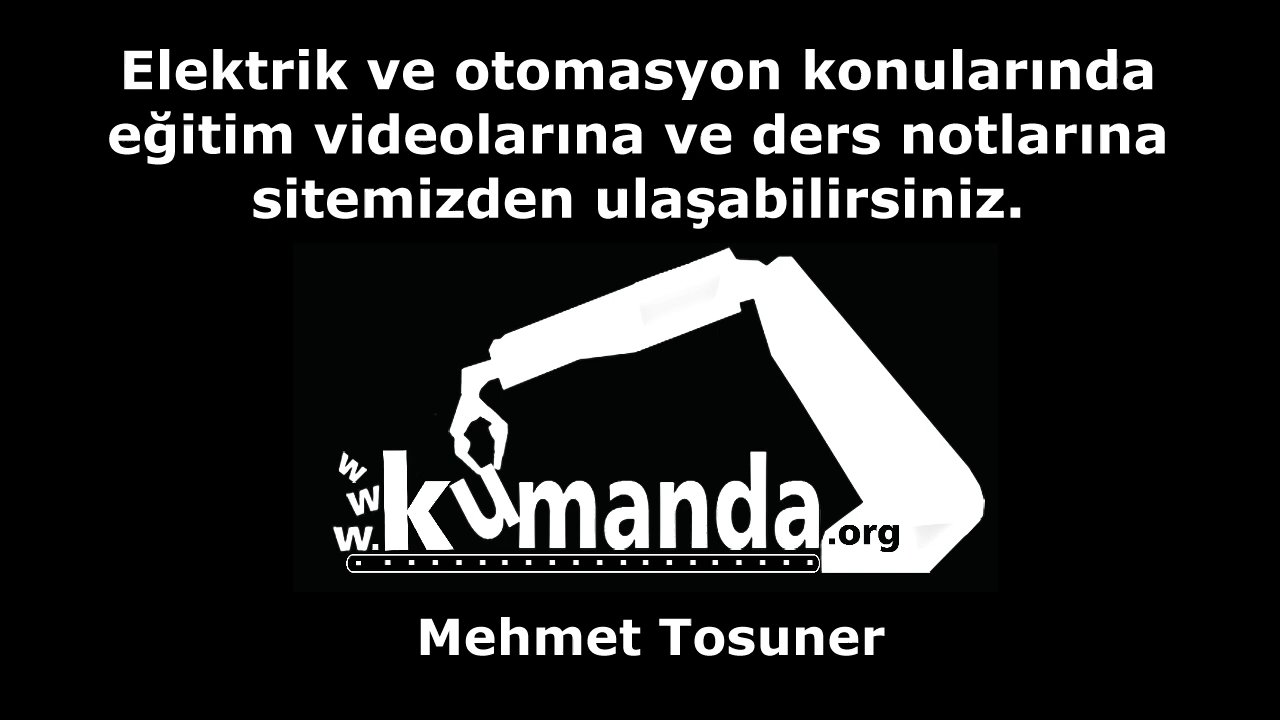 Elektrik ve otomasyon konularında
eğitim videolarına ve ders notlarına
sitemizden ulaşabilirsiniz.
www.kumanda.org
Mehmet Tosuner